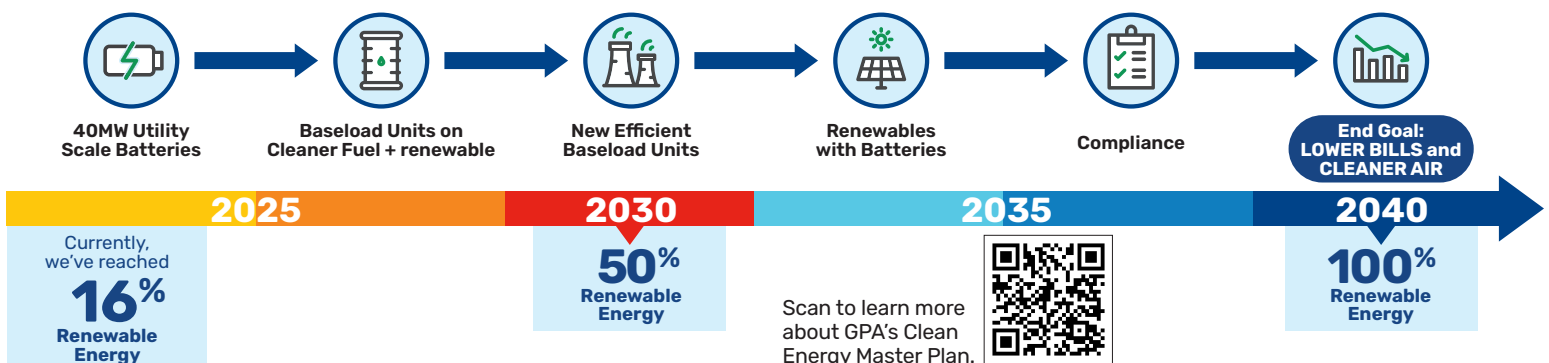 40MW Utility
Scale Batteries
Baseload Units on
Cleaner Fuel + renewable
New Efficient
Baseload Units
Renewables
with Batteries
Compliance
End Goal:
LOWER BILLS and
CLEANER AIR
2025
2030
2035
2040
Currently,
we've reached
16%
Renewable
Energy
50%
Renewable
Energy
Scan to learn more
about GPA's Clean
Energy Master Plan.
100%
Renewable
Energy